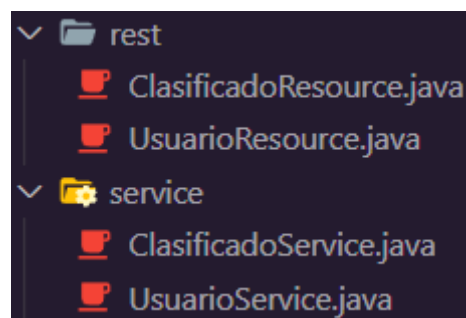 rest
ClasificadoResource.java
UsuarioResource.java
service
ClasificadoService.java
UsuarioService.java